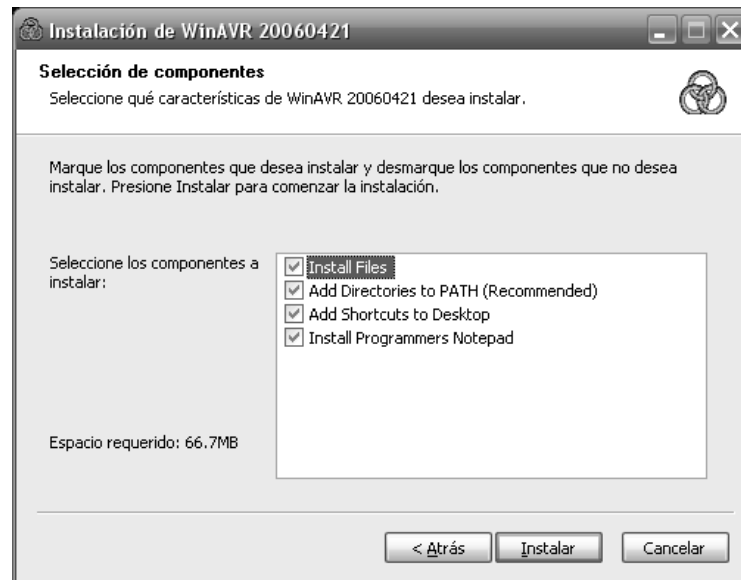 Instalación de WinAVR 20060421
Selección de componentes
Seleccione qué características de WinAVR 20060421 desea instalar.
Marque los componentes que desea instalar y desmarque los componentes que no desea
instalar. Presione Instalar para comenzar la instalación.
Seleccione los componentes a
instalar:
Install Files
Add Directories to PATH (Recommended)
Add Shortcuts to Desktop
Install Programmers Notepad
Espacio requerido: 66.7MB
< Atrás
Instalar
Cancelar